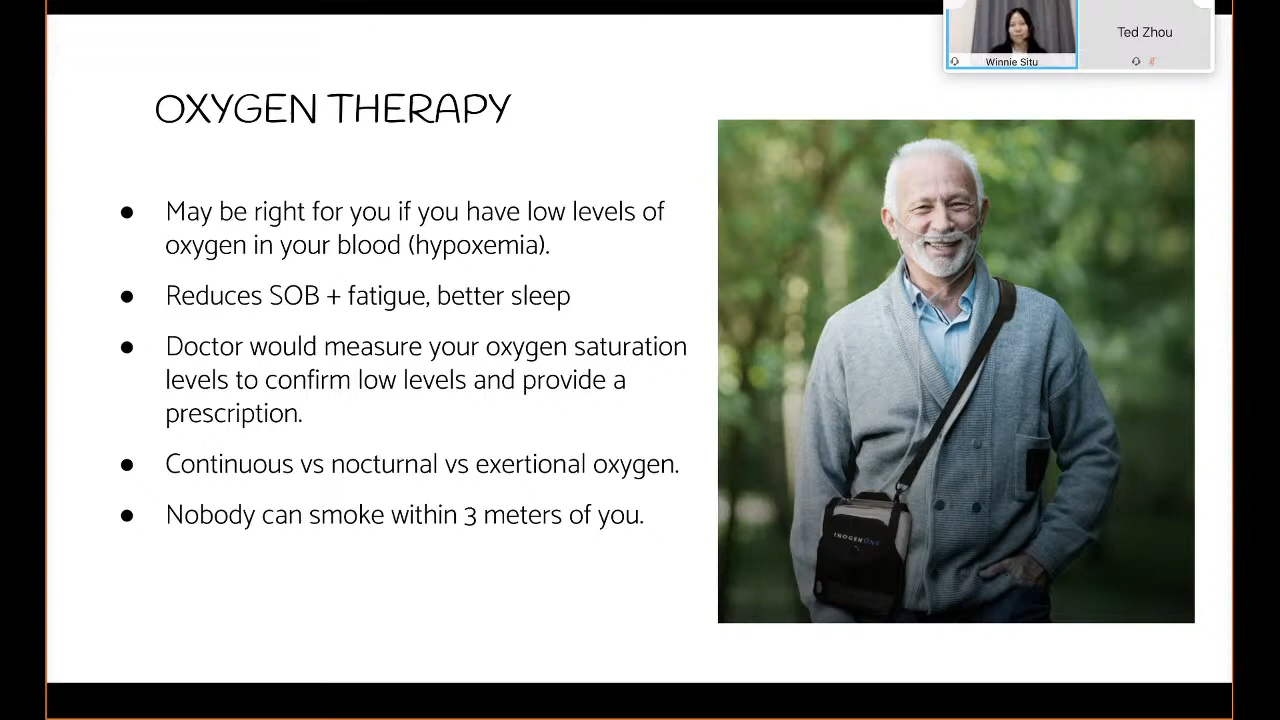 Winnie Situ
Ted Zhou
OXYGEN THERAPY
● May be right for you if you have low levels of
oxygen in your blood (hypoxemia).
● Reduces SOB + fatigue, better sleep
● Doctor would measure your oxygen saturation
levels to confirm low levels and provide a
prescription.
● Continuous vs nocturnal vs exertional oxygen.
● Nobody can smoke within 3 meters of you.
INOGENONE